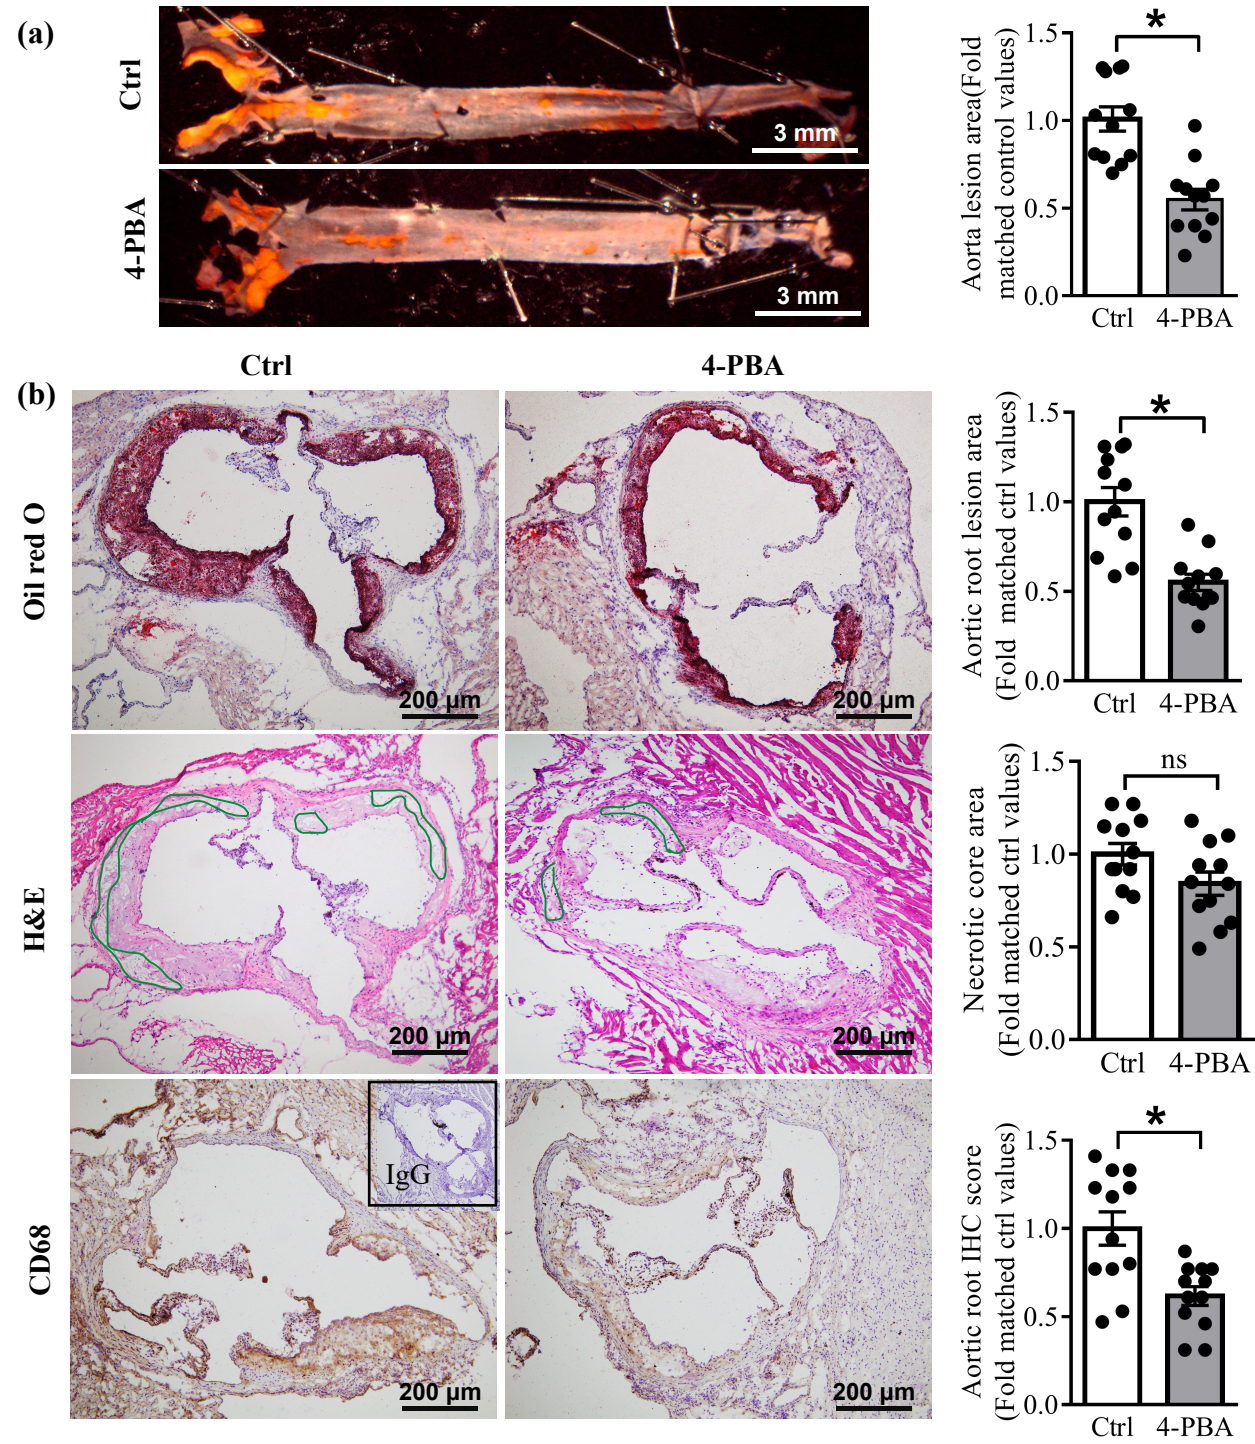 (a)
Ctrl
3 mm
4-PBA
3 mm
Aorta lesion area(Fold
matched control values)
1.5
1.0
0.5
0.0
*
Ctrl 4-PBA
Ctrl 4-PBA
(b)
Oil red O
200 µm
200 µm
Aortic root lesion area
(Fold matched ctrl values)
1.5
1.0
0.5
0.0
*
Ctrl 4-PBA
H&E
200 µm
200 µm
Necrotic core area
(Fold matched ctrl values)
1.5
1.0
0.5
0.0
ns
Ctrl 4-PBA
CD68
IgG
200 µm
200 µm
Aortic root IHC score
(Fold matched ctrl values)
1.5
1.0
0.5
0.0
*
Ctrl 4-PBA